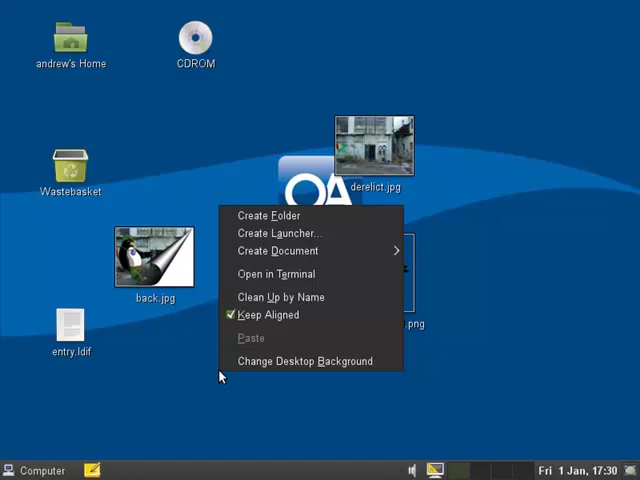 andrew's Home
CDROM
Wastebasket
derelict.jpg
OA
Create Folder
Create Launcher...
Create Document
Open in Terminal
Clean Up by Name
Keep Aligned
Paste
Change Desktop Background
back.jpg
.png
entry.ldif
Computer
Fri 1 Jan, 17:30